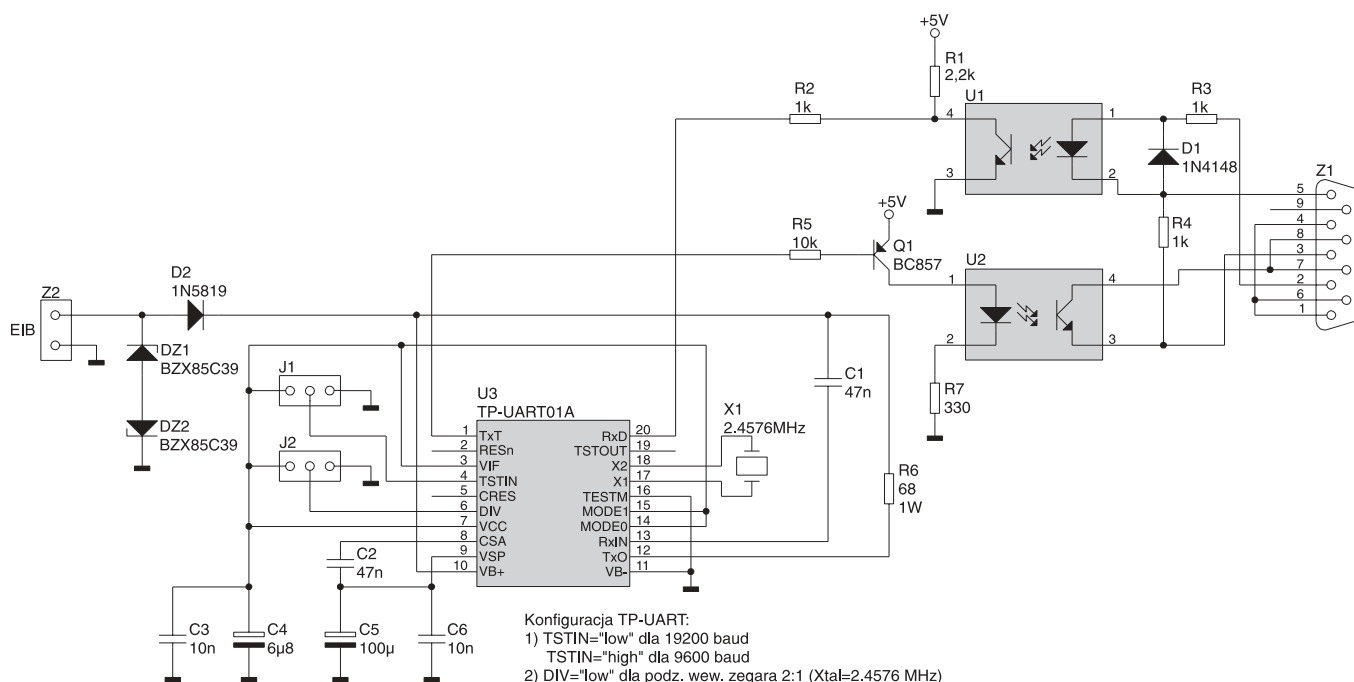 +5V
R1
2,2k
R2
1k
U1
4
3
1
2
R3
1k
D1
1N4148
Z1
5
9
4
8
3
7
2
6
1
R4
1k
+5V
R5
10k
Q1
BC857
U2
1
2
4
3
R7
330
Z2
EIB
D2
1N5819
DZ1
BZX85C39
DZ2
BZX85C39
J1
J2
C1
47n
X1
2.4576MHz
R6
68
1W
U3
TP-UART01A
1 TxT
2 RESn
3 VIF
4 TSTIN
5 CRES
6 DIV
7 VCC
8 CSA
9 VSP
10 VB+
RxD 20
TSTOUT 19
X2 18
X1 17
TESTM 16
MODE1 15
MODE0 14
RxIN 13
TxO 12
VB- 11
C2
47n
C3
10n
C4
6µ8
C5
100µ
C6
10n
Konfiguracja TP-UART:
1) TSTIN="low" dla 19200 baud
TSTIN="high" dla 9600 baud
2) DIV="low" dla podz. wew. zegara 2:1 (Xtal=2.4576 MHz)